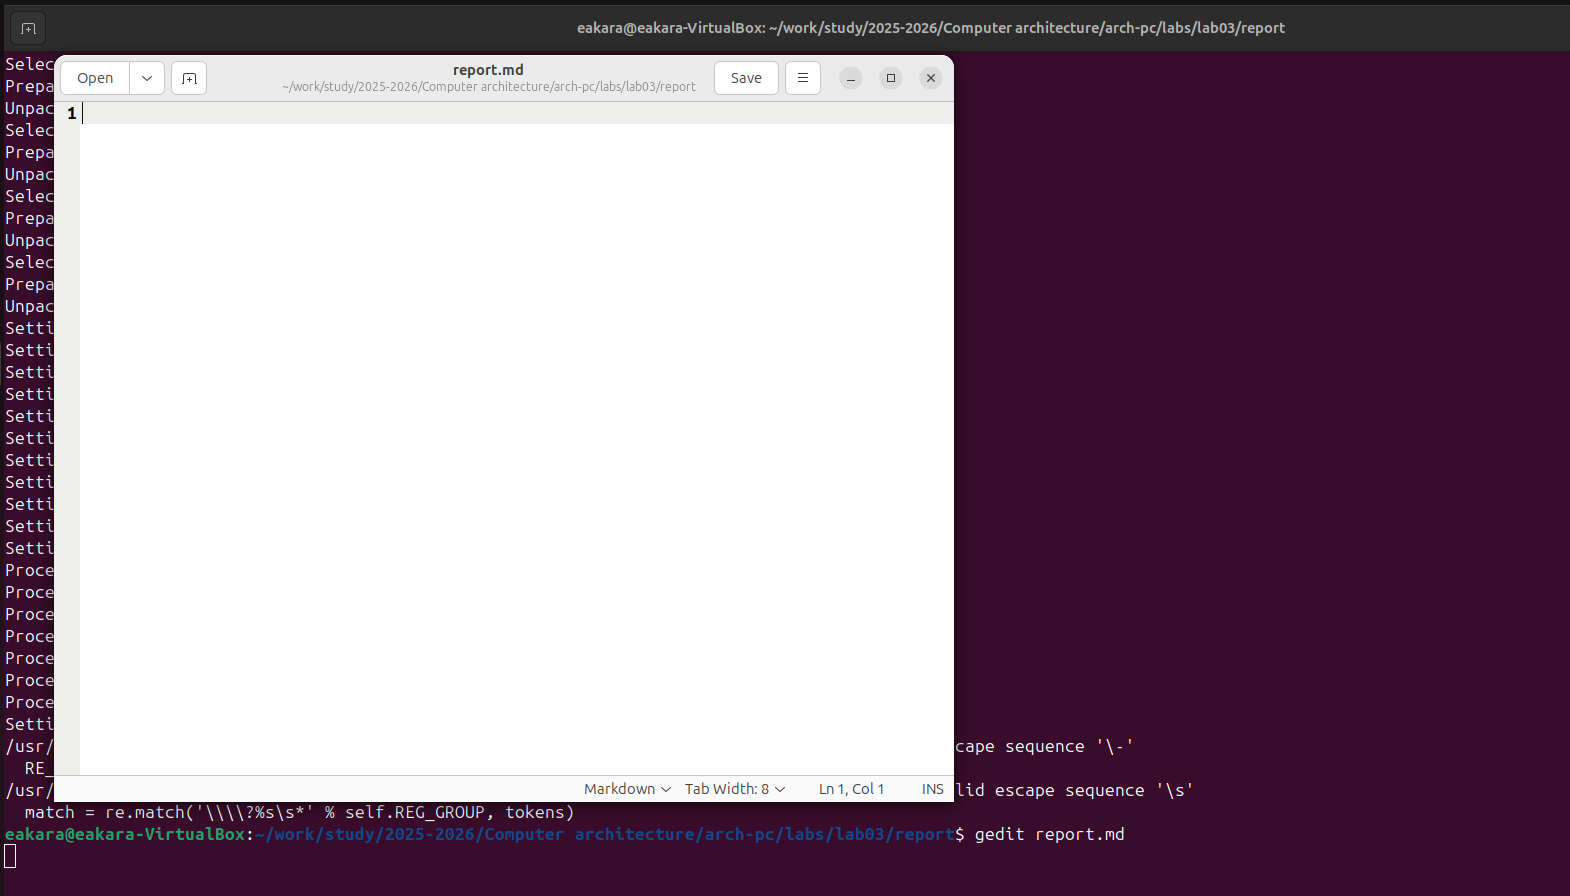 eakara@eakara-VirtualBox: ~/work/study/2025-2026/Computer architecture/arch-pc/labs/lab03/report
Open
report.md
~/work/study/2025-2026/Computer architecture/arch-pc/labs/lab03/report
Save
1
Selec
Prepa
Unpac
Selec
Prepa
Unpac
Selec
Prepa
Unpac
Selec
Prepa
Unpac
Setti
Setti
Setti
Setti
Setti
Setti
Setti
Setti
Setti
Setti
Setti
Proce
Proce
Proce
Proce
Proce
Proce
Proce
Setti
/usr/ cape sequence '\-'
RE_
/usr/ lid escape sequence '\s'
Markdown Tab Width: 8 Ln 1, Col 1 INS
match = re.match('\\\\?%s\s*' % self.REG_GROUP, tokens)
eakara@eakara-VirtualBox:~/work/study/2025-2026/Computer architecture/arch-pc/labs/lab03/report$ gedit report.md